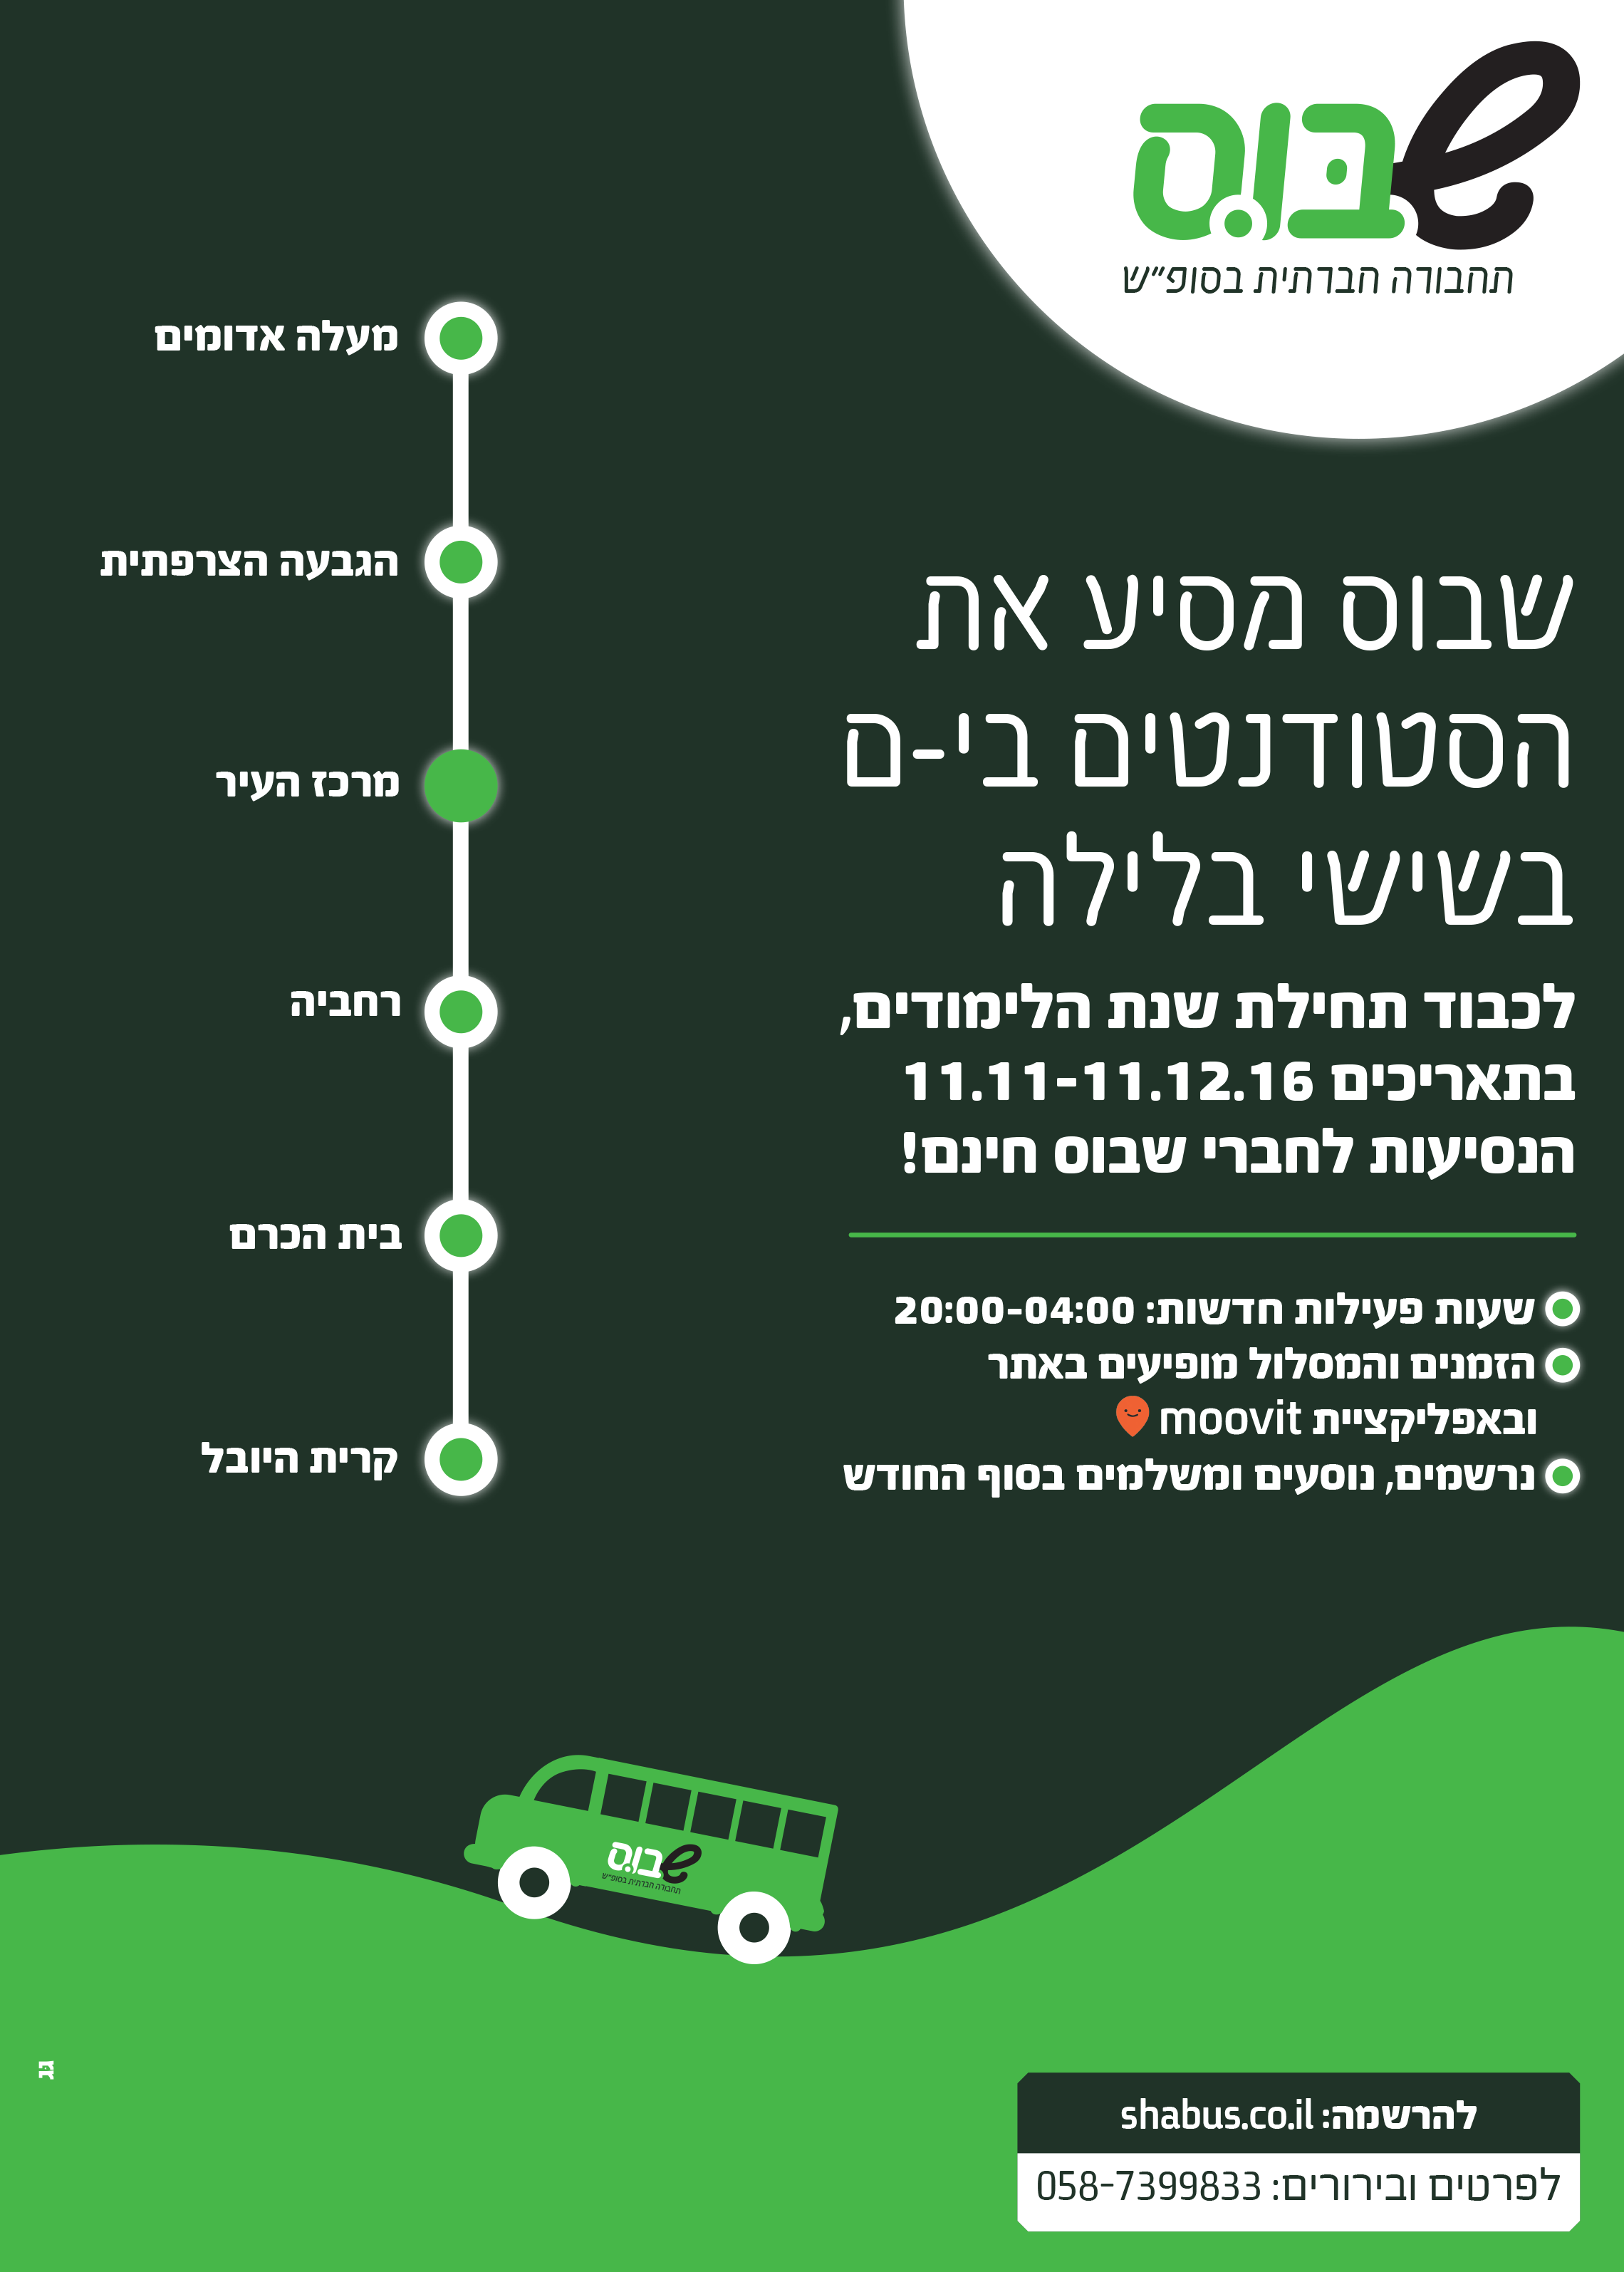 שבוס
תחבורה חברתית בסופ״ש
שבוס מסיע את
הסטודנטים בי-ם
בשישי בלילה
לכבוד תחילת שנת הלימודים,
בתאריכים 11.11-11.12.16
הנסיעות לחברי שבוס חינם!
שעות פעילות חדשות: 20:00-04:00
הזמנים והמסלול מופיעים באתר
ובאפליקציית moovit
נרשמים, נוסעים ומשלמים בסוף החודש
מעלה אדומים
הגבעה הצרפתית
מרכז העיר
רחביה
בית הכרם
קרית היובל
שבוס
תחבורה חברתית בסופ״ש
להרשמה: shabus.co.il
לפרטים ובירורים: 058-7399833